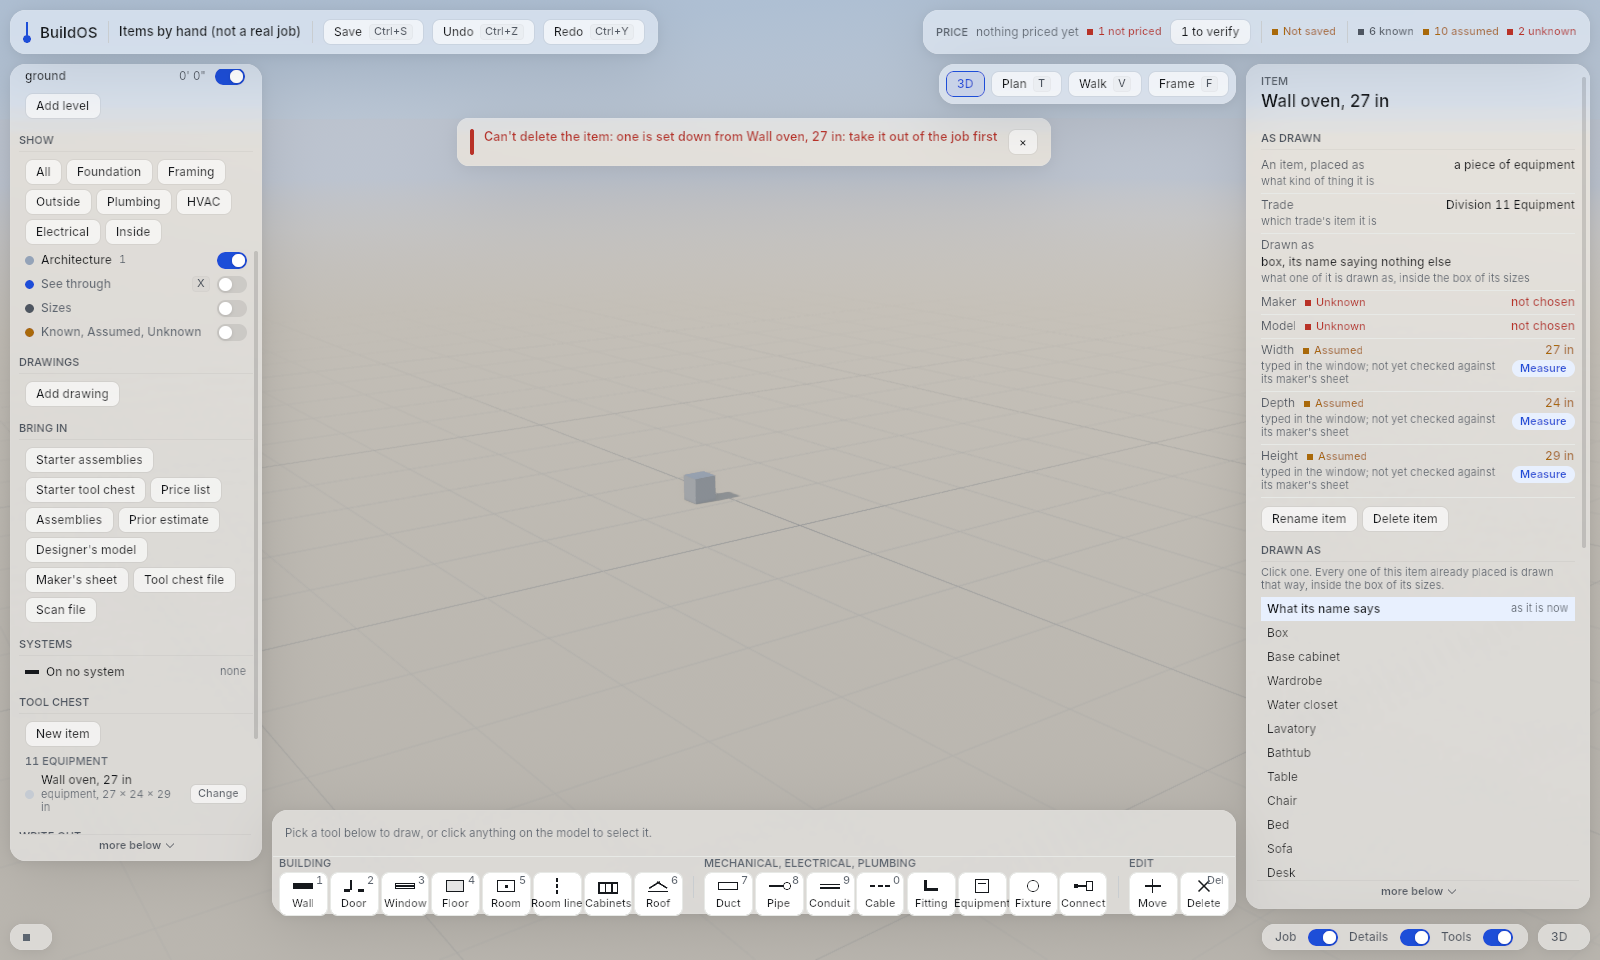 BuildOS
Items by hand (not a real job)
Save Ctrl+S
Undo Ctrl+Z
Redo Ctrl+Y
PRICE nothing priced yet 1 not priced 1 to verify Not saved 6 known 10 assumed 2 unknown
ground 0' 0"
Add level
SHOW
All Foundation Framing
Outside Plumbing HVAC
Electrical Inside
Architecture 1
See through X
Sizes
Known, Assumed, Unknown
DRAWINGS
Add drawing
BRING IN
Starter assemblies
Starter tool chest Price list
Assemblies Prior estimate
Designer's model
Maker's sheet Tool chest file
Scan file
SYSTEMS
On no system none
TOOL CHEST
New item
11 EQUIPMENT
Wall oven, 27 in
equipment, 27 × 24 × 29
in
Change
more below
3D Plan T Walk V Frame F
Can't delete the item: one is set down from Wall oven, 27 in: take it out of the job first ×
Pick a tool below to draw, or click anything on the model to select it.
BUILDING
1 Wall
2 Door
3 Window
4 Floor
5 Room
Room line
Cabinets
6 Roof
MECHANICAL, ELECTRICAL, PLUMBING
7 Duct
8 Pipe
9 Conduit
0 Cable
Fitting
Equipment
Fixture
Connect
EDIT
Move
Del Delete
ITEM
Wall oven, 27 in
AS DRAWN
An item, placed as a piece of equipment
what kind of thing it is
Trade Division 11 Equipment
which trade's item it is
Drawn as
box, its name saying nothing else
what one of it is drawn as, inside the box of its sizes
Maker Unknown not chosen
Model Unknown not chosen
Width Assumed 27 in
typed in the window; not yet checked against
its maker's sheet
Measure
Depth Assumed 24 in
typed in the window; not yet checked against
its maker's sheet
Measure
Height Assumed 29 in
typed in the window; not yet checked against
its maker's sheet
Measure
Rename item Delete item
DRAWN AS
Click one. Every one of this item already placed is drawn
that way, inside the box of its sizes.
What its name says as it is now
Box
Base cabinet
Wardrobe
Water closet
Lavatory
Bathtub
Table
Chair
Bed
Sofa
Desk
more below
Job Details Tools 3D